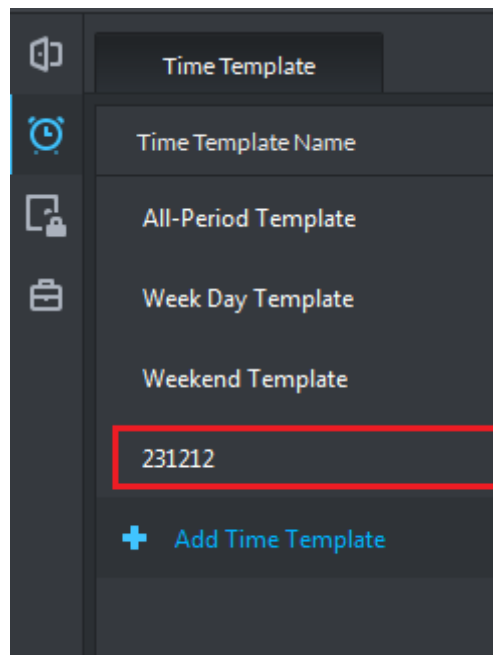 Time Template
Time Template Name
All-Period Template
Week Day Template
Weekend Template
231212
Add Time Template